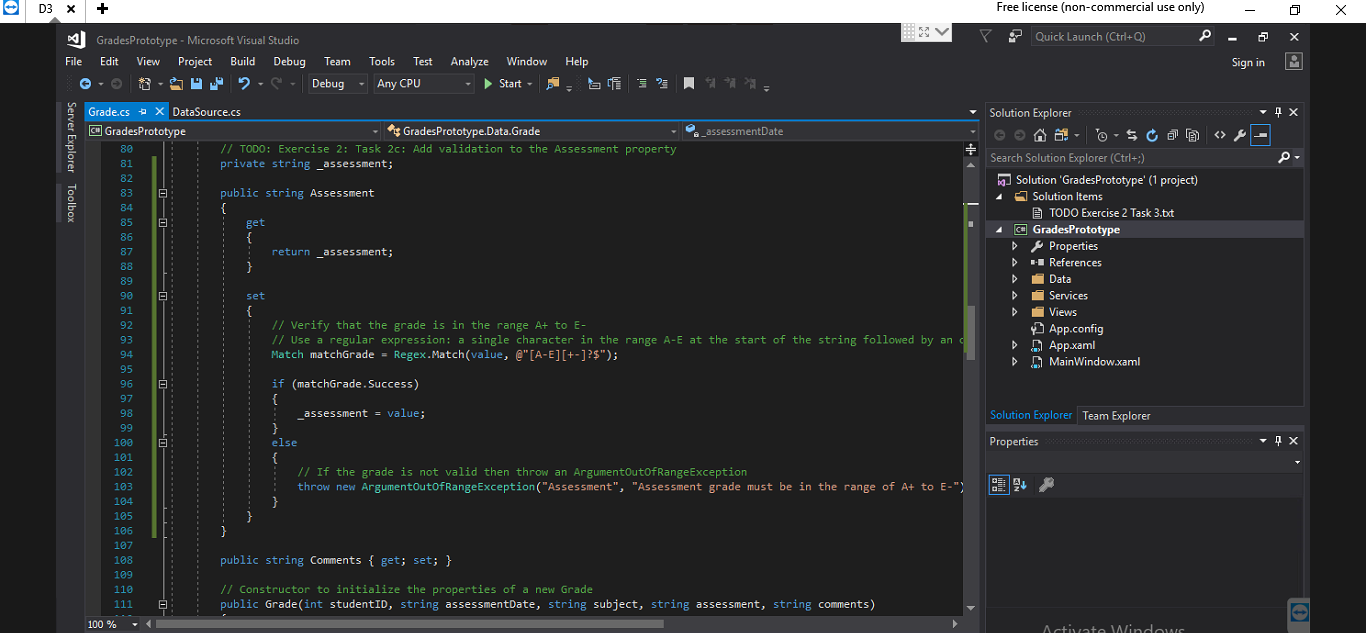 D3
Free license (non-commercial use only)
GradesPrototype - Microsoft Visual Studio
Quick Launch (Ctrl+Q)
File Edit View Project Build Debug Team Tools Test Analyze Window Help
Sign in
Debug Any CPU Start
Server Explorer
Toolbox
Grade.cs DataSource.cs
GradesPrototype GradesPrototype.Data.Grade _assessmentDate
80 // TODO: Exercise 2: Task 2c: Add validation to the Assessment property
81 private string _assessment;
82
83 public string Assessment
84 {
85 get
86 {
87 return _assessment;
88 }
89
90 set
91 {
92 // Verify that the grade is in the range A+ to E-
93 // Use a regular expression: a single character in the range A-E at the start of the string followed by an
94 Match matchGrade = Regex.Match(value, @"[A-E][+-]?$");
95
96 if (matchGrade.Success)
97 {
98 _assessment = value;
99 }
100 else
101 {
102 // If the grade is not valid then throw an ArgumentOutOfRangeException
103 throw new ArgumentOutOfRangeException("Assessment", "Assessment grade must be in the range of A+ to E-")
104 }
105 }
106 }
107
108 public string Comments { get; set; }
109
110 // Constructor to initialize the properties of a new Grade
111 public Grade(int studentID, string assessmentDate, string subject, string assessment, string comments)
100 %
Solution Explorer
Search Solution Explorer (Ctrl+;)
Solution 'GradesPrototype' (1 project)
Solution Items
TODO Exercise 2 Task 3.txt
GradesPrototype
Properties
References
Data
Services
Views
App.config
App.xaml
MainWindow.xaml
Solution Explorer Team Explorer
Properties
Activate Windows